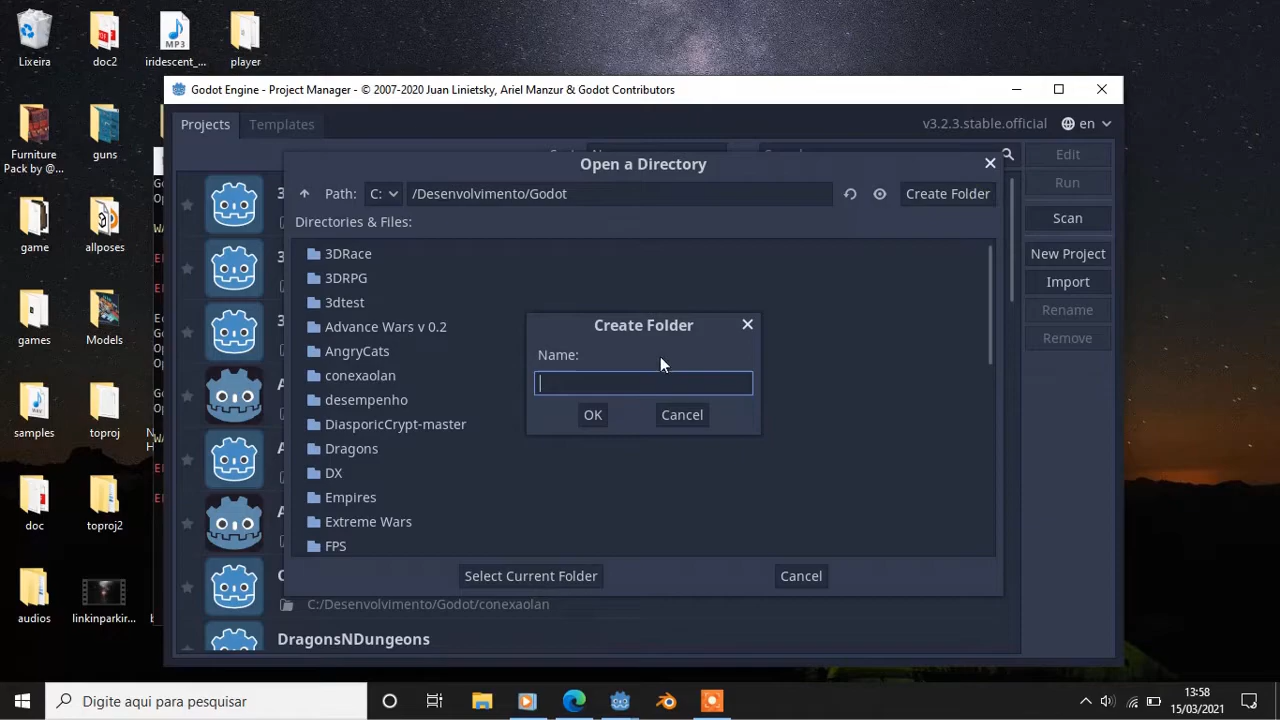 Lixeira
doc2
iridescent_...
player
MP3
Godot Engine - Project Manager - © 2007-2020 Juan Linietsky, Ariel Manzur & Godot Contributors
Projects
Templates
v3.2.3.stable.official
en
Furniture
Pack by @...
guns
Open a Directory
Edit
Run
Path: C: /Desenvolvimento/Godot
Create Folder
Scan
Directories & Files:
New Project
Import
Rename
Remove
game
allposes
3DRace
3DRPG
3dtest
Advance Wars v 0.2
AngryCats
conexaolan
desempenho
DiasporicCrypt-master
Dragons
DX
Empires
Extreme Wars
FPS
Create Folder
Name:
OK
Cancel
games
Models
samples
toproj
doc
toproj2
Select Current Folder
Cancel
audios
linkinparkir...
C:/Desenvolvimento/Godot/conexaolan
DragonsNDungeons
Digite aqui para pesquisar
13:58
15/03/2021